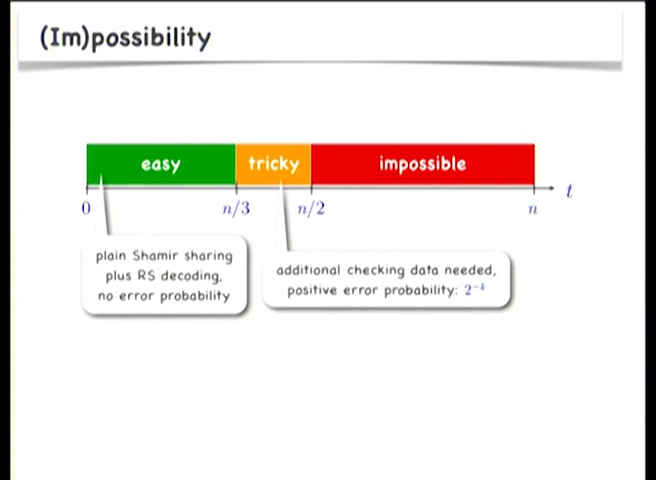 (Im)possibility
easy tricky impossible
0 n/3 n/2 n t
plain Shamir sharing
plus RS decoding,
no error probability
additional checking data needed,
positive error probability: 2^{-k}